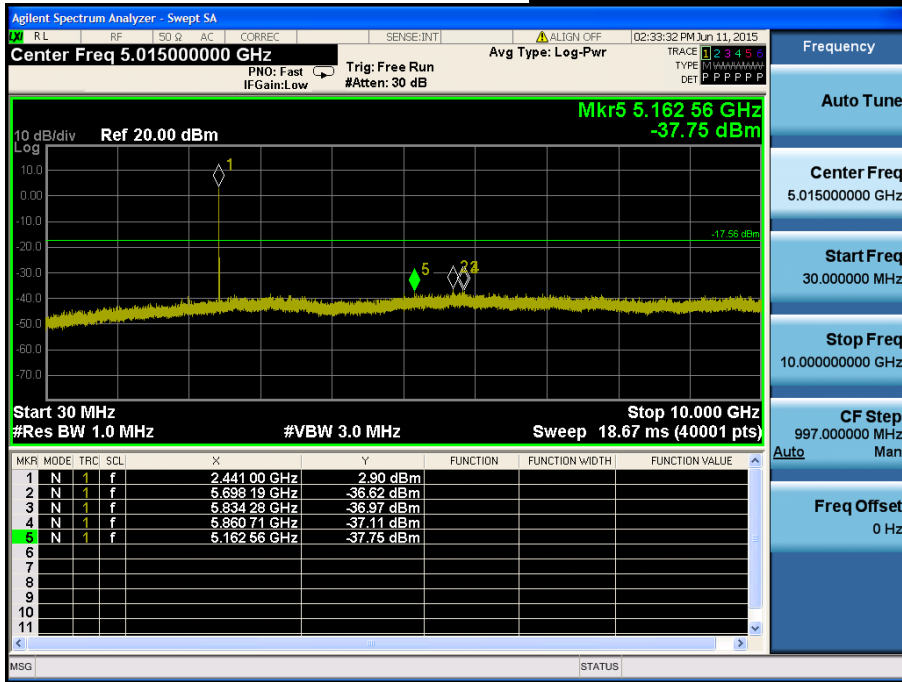 Agilent Spectrum Analyzer - Swept SA
LXI RL RF 50 Ω AC CORREC SENSE:INT ALIGN OFF 02:33:32 PM Jun 11, 2015
Center Freq 5.015000000 GHz
PNO: Fast
IFGain:Low
Trig: Free Run
#Atten: 30 dB
Avg Type: Log-Pwr
TRACE 1 2 3 4 5 6
TYPE M W W W W W
DET P P P P P P
Mkr5 5.162 56 GHz
-37.75 dBm
10 dB/div Ref 20.00 dBm
Log
10.0
0.00
-10.0
-20.0
-30.0
-40.0
-50.0
-60.0
-70.0
1
-17.56 dBm
5
2
Start 30 MHz Stop 10.000 GHz
#Res BW 1.0 MHz #VBW 3.0 MHz Sweep 18.67 ms (40001 pts)
MKR MODE TRC SCL X Y FUNCTION FUNCTION WIDTH FUNCTION VALUE
1 N 1 f 2.441 00 GHz 2.90 dBm
2 N 1 f 5.698 19 GHz -36.62 dBm
3 N 1 f 5.834 28 GHz -36.97 dBm
4 N 1 f 5.860 71 GHz -37.11 dBm
5 N 1 f 5.162 56 GHz -37.75 dBm
6
7
8
9
10
11
MSG STATUS
Frequency
Auto Tune
Center Freq
5.015000000 GHz
Start Freq
30.000000 MHz
Stop Freq
10.000000000 GHz
CF Step
997.000000 MHz
Auto Man
Freq Offset
0 Hz